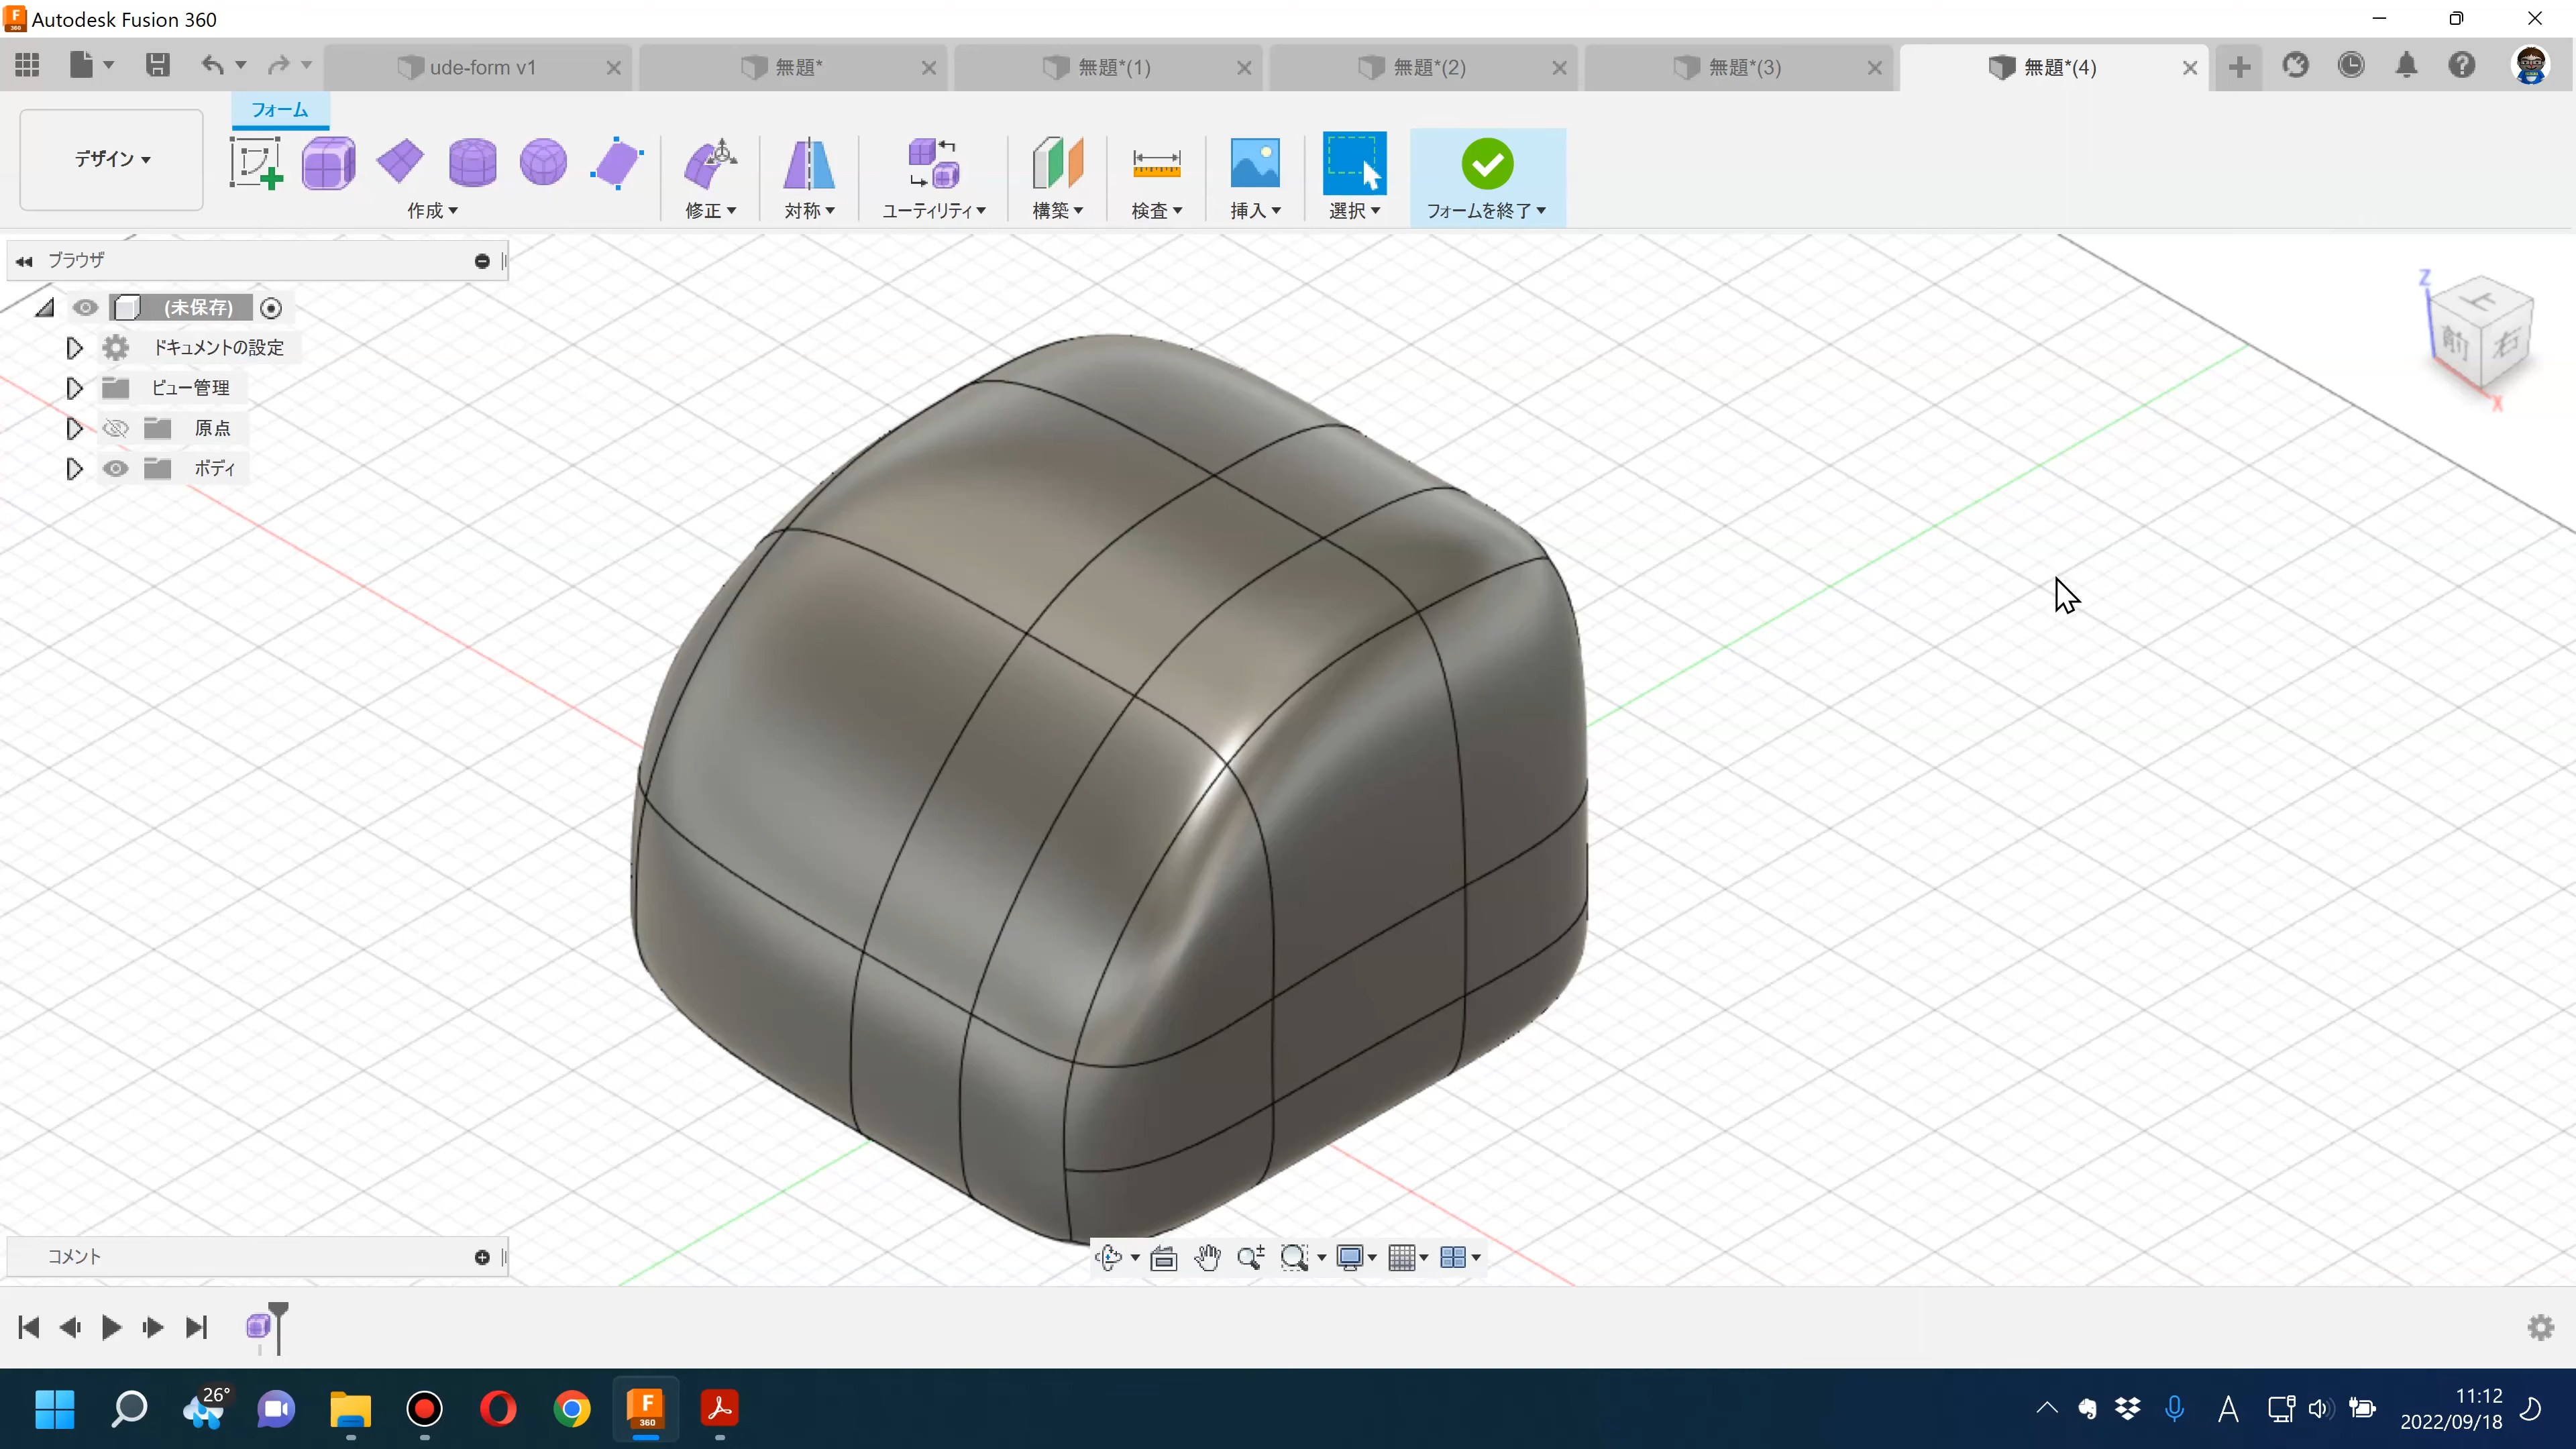 Autodesk Fusion 360
ude-form v1
無題*
無題*(1)
無題*(2)
無題*(3)
無題*(4)
フォーム
デザイン
作成
修正
対称
ユーティリティ
構築
検査
挿入
選択
フォームを終了
ブラウザ
(未保存)
ドキュメントの設定
ビュー管理
原点
ボディ
Z
上
前
右
X
コメント
26°
F
360
11:12
A
2022/09/18